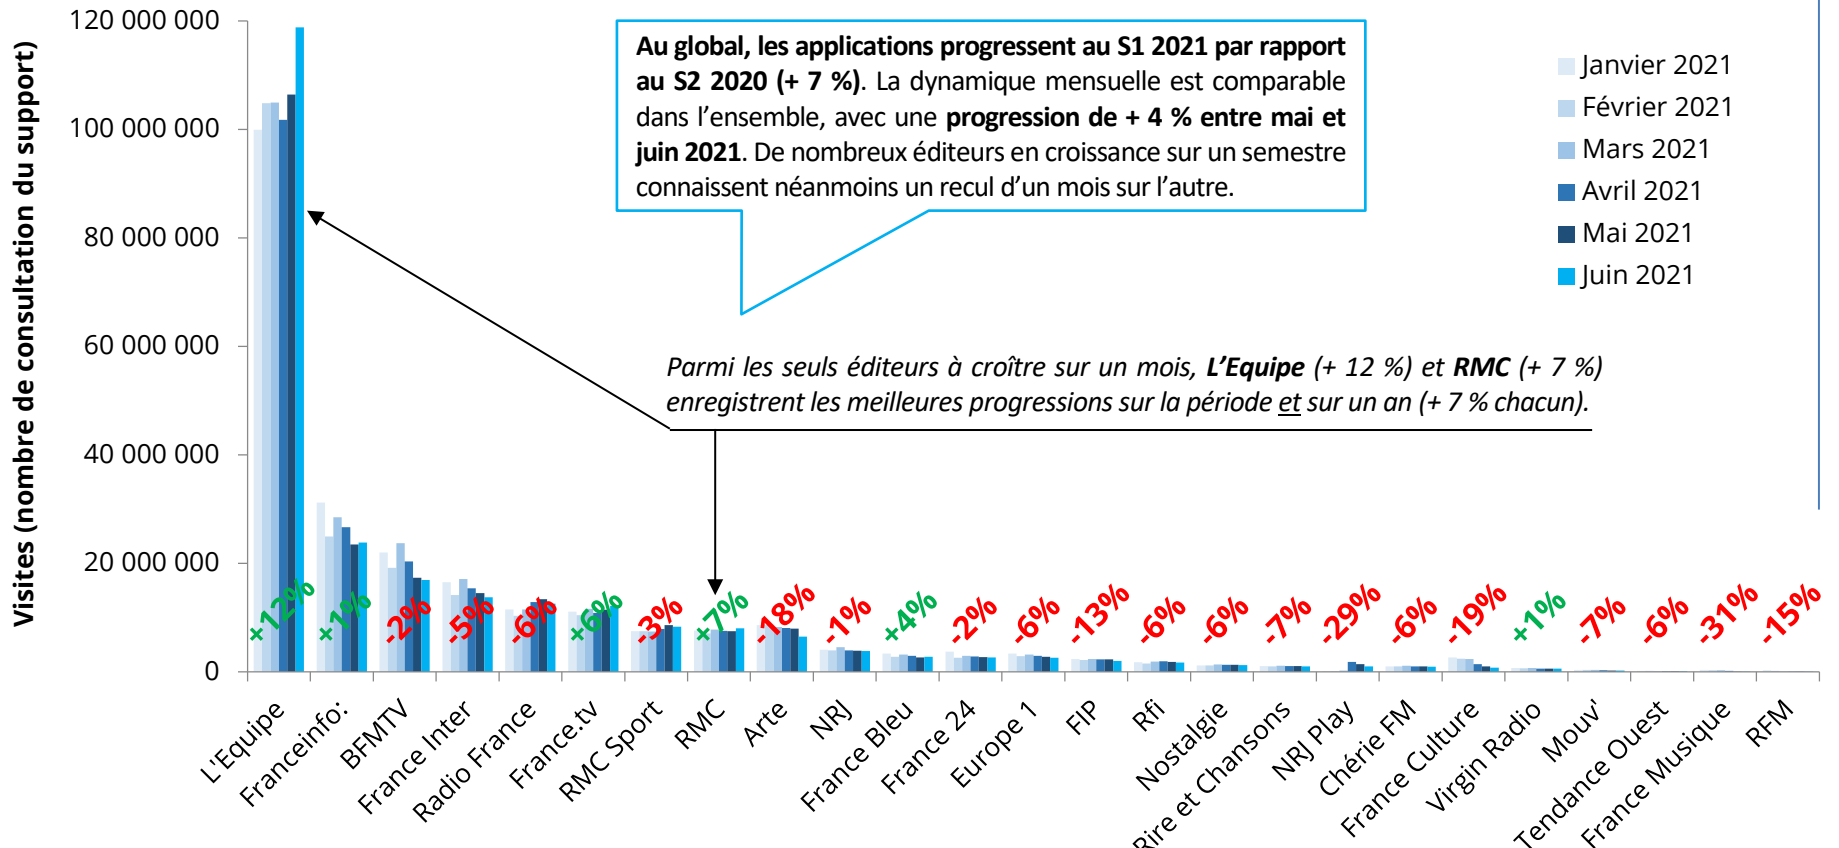 Visites (nombre de consultation du support)
120 000 000
100 000 000
80 000 000
60 000 000
40 000 000
20 000 000
0
Au global, les applications progressent au S1 2021 par rapport
au S2 2020 (+ 7 %). La dynamique mensuelle est comparable
dans l’ensemble, avec une progression de + 4 % entre mai et
juin 2021. De nombreux éditeurs en croissance sur un semestre
connaissent néanmoins un recul d’un mois sur l’autre.
Janvier 2021
Février 2021
Mars 2021
Avril 2021
Mai 2021
Juin 2021
Parmi les seuls éditeurs à croître sur un mois, L’Equipe (+ 12 %) et RMC (+ 7 %)
enregistrent les meilleures progressions sur la période et sur un an (+ 7 % chacun).
+12%
+1%
-2%
-5%
-6%
+6%
-3%
+7%
-18%
-1%
+4%
-2%
-6%
-13%
-6%
-6%
-7%
-29%
-6%
-19%
+1%
-7%
-6%
-31%
-15%
L'Equipe
Franceinfo:
BFMTV
France Inter
Radio France
France.tv
RMC Sport
RMC
Arte
NRJ
France Bleu
France 24
Europe 1
FIP
Rfi
Nostalgie
Rire et Chansons
NRJ Play
Chérie FM
France Culture
Virgin Radio
Mouv'
Tendance Ouest
France Musique
RFM